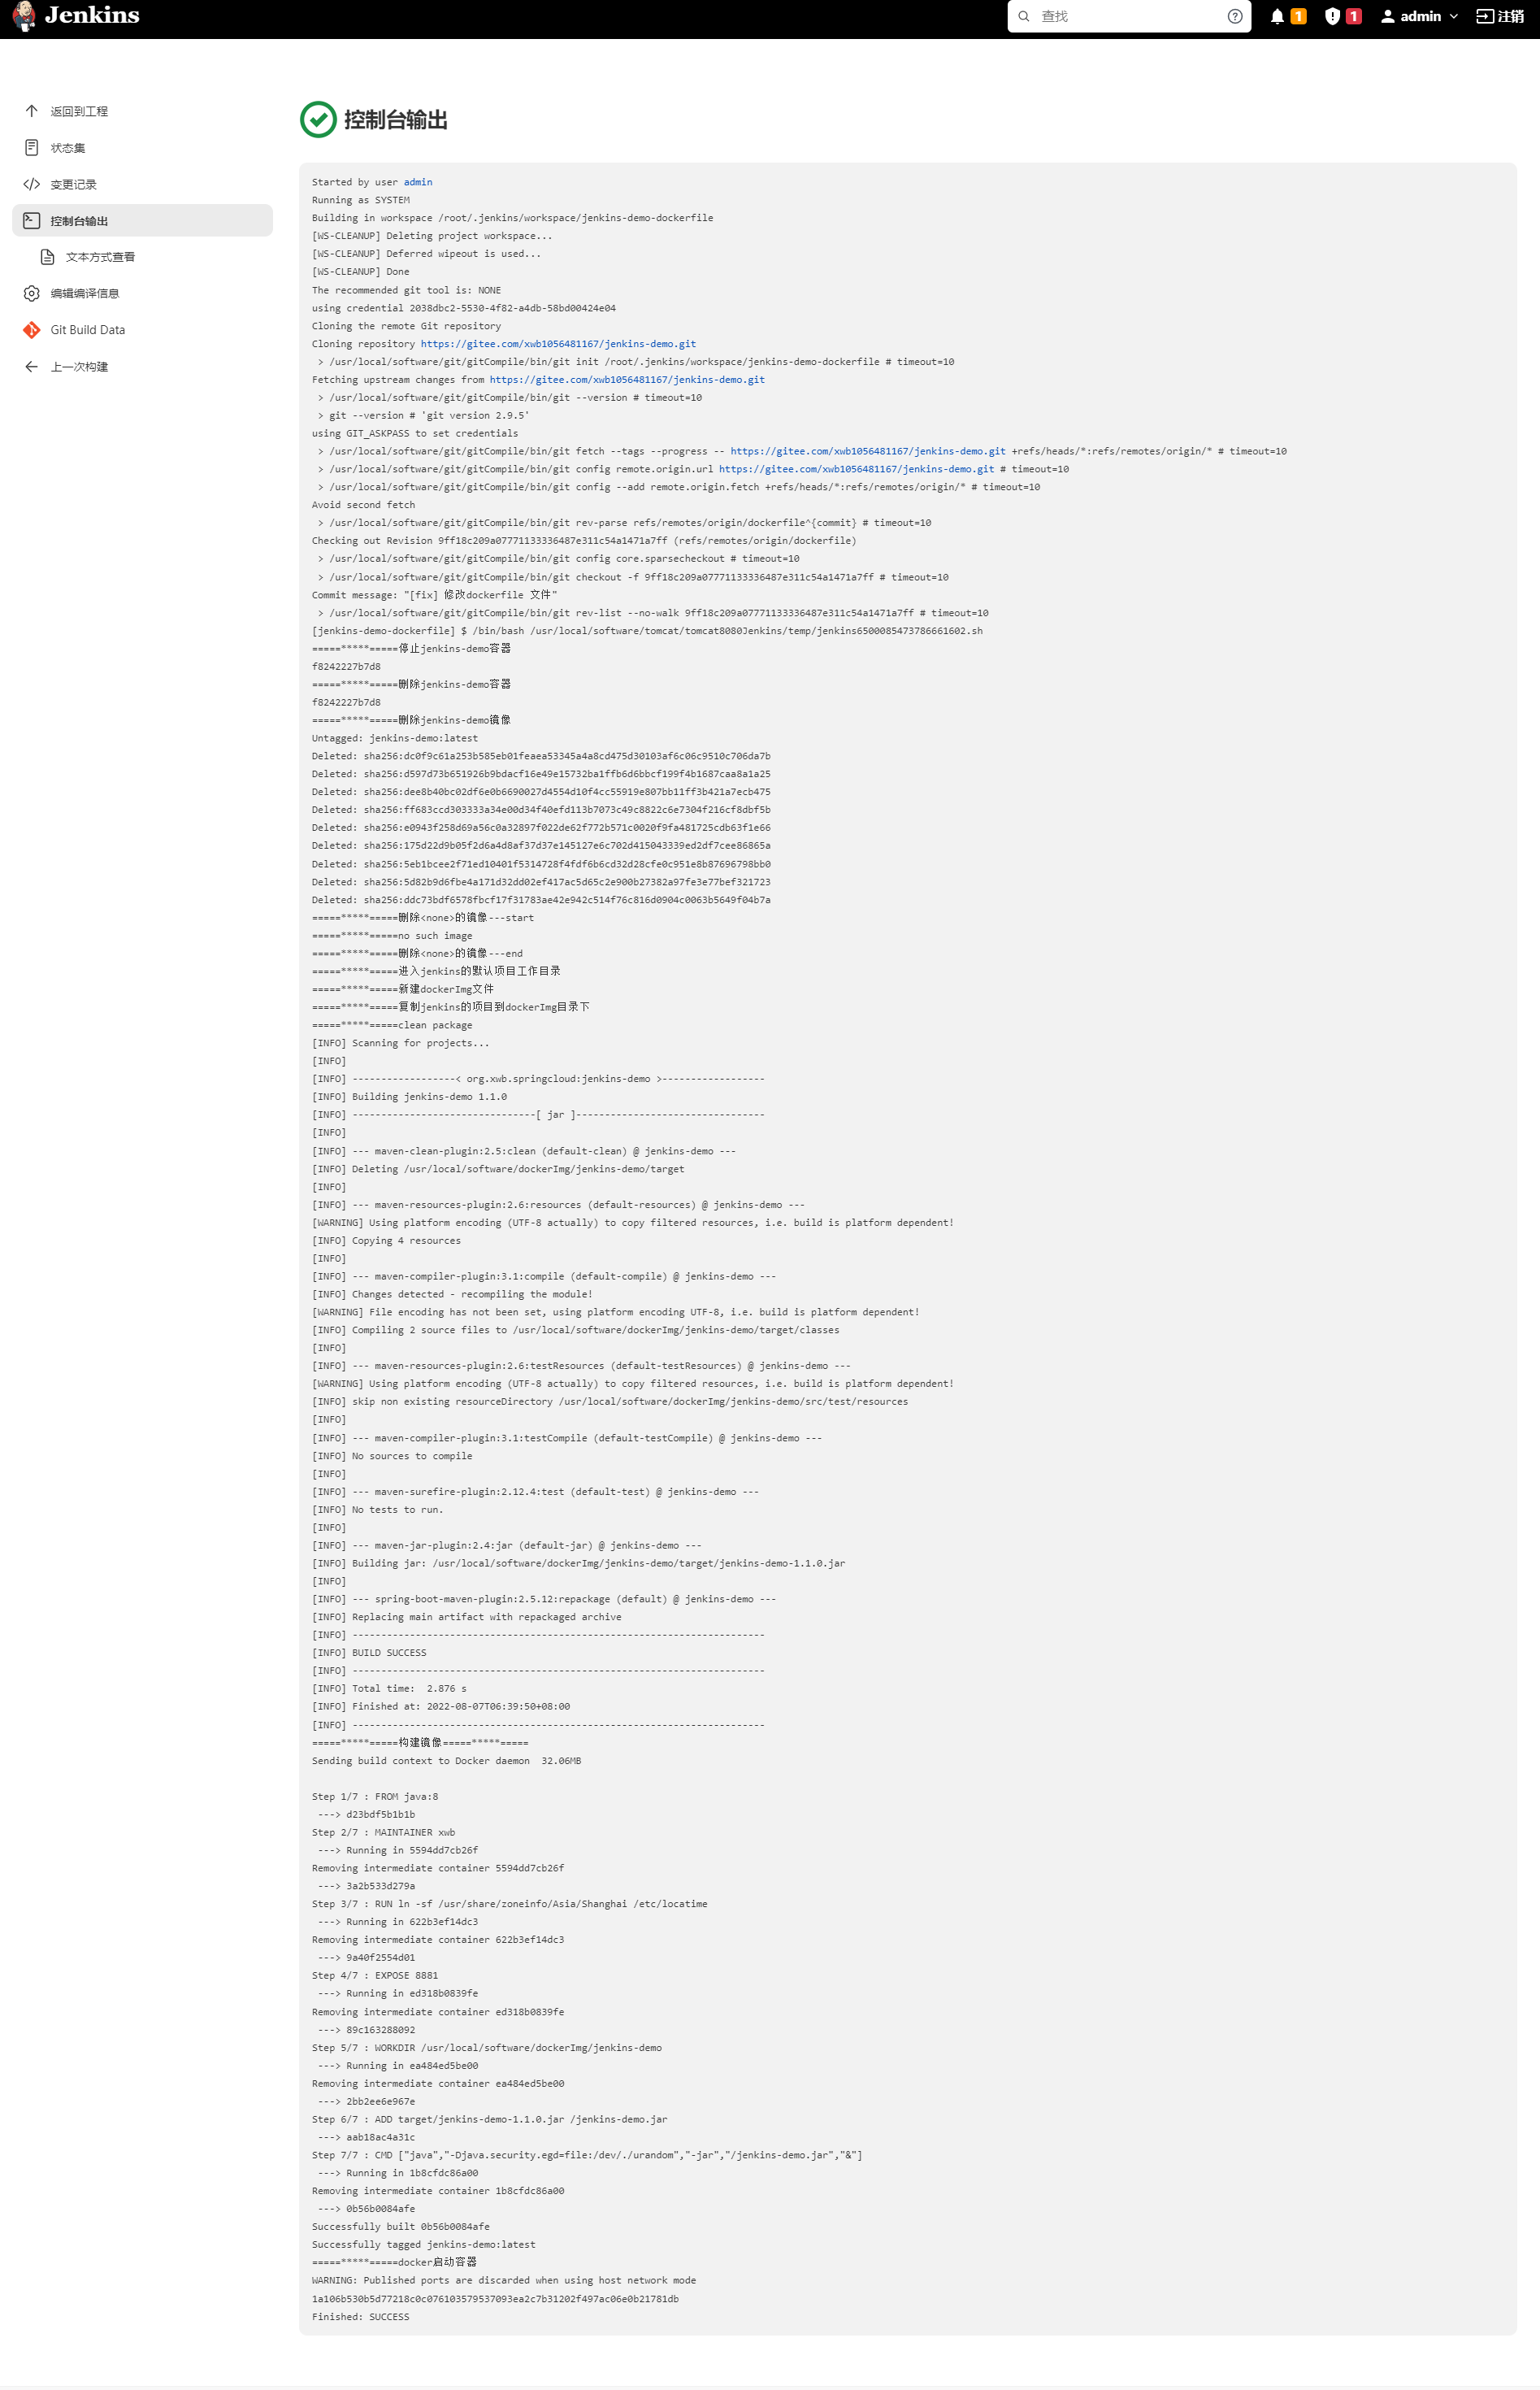 Jenkins
查找
1
1
admin
注销
返回到工程
状态集
变更记录
控制台输出
文本方式查看
编辑编译信息
Git Build Data
上一次构建
控制台输出
Started by user admin
Running as SYSTEM
Building in workspace /root/.jenkins/workspace/jenkins-demo-dockerfile
[WS-CLEANUP] Deleting project workspace...
[WS-CLEANUP] Deferred wipeout is used...
[WS-CLEANUP] Done
The recommended git tool is: NONE
using credential 2038dbc2-5530-4f82-a4db-58bd00424e04
Cloning the remote Git repository
Cloning repository https://gitee.com/xwb1056481167/jenkins-demo.git
 > /usr/local/software/git/gitCompile/bin/git init /root/.jenkins/workspace/jenkins-demo-dockerfile # timeout=10
Fetching upstream changes from https://gitee.com/xwb1056481167/jenkins-demo.git
 > /usr/local/software/git/gitCompile/bin/git --version # timeout=10
 > git --version # 'git version 2.9.5'
using GIT_ASKPASS to set credentials
 > /usr/local/software/git/gitCompile/bin/git fetch --tags --progress -- https://gitee.com/xwb1056481167/jenkins-demo.git +refs/heads/*:refs/remotes/origin/* # timeout=10
 > /usr/local/software/git/gitCompile/bin/git config remote.origin.url https://gitee.com/xwb1056481167/jenkins-demo.git # timeout=10
 > /usr/local/software/git/gitCompile/bin/git config --add remote.origin.fetch +refs/heads/*:refs/remotes/origin/* # timeout=10
Avoid second fetch
 > /usr/local/software/git/gitCompile/bin/git rev-parse refs/remotes/origin/dockerfile^{commit} # timeout=10
Checking out Revision 9ff18c209a07771133336487e311c54a1471a7ff (refs/remotes/origin/dockerfile)
 > /usr/local/software/git/gitCompile/bin/git config core.sparsecheckout # timeout=10
 > /usr/local/software/git/gitCompile/bin/git checkout -f 9ff18c209a07771133336487e311c54a1471a7ff # timeout=10
Commit message: "[fix] 修改dockerfile 文件"
 > /usr/local/software/git/gitCompile/bin/git rev-list --no-walk 9ff18c209a07771133336487e311c54a1471a7ff # timeout=10
[jenkins-demo-dockerfile] $ /bin/bash /usr/local/software/tomcat/tomcat8080Jenkins/temp/jenkins6500085473786661602.sh
=====*****=====停止jenkins-demo容器
f8242227b7d8
=====*****=====删除jenkins-demo容器
f8242227b7d8
=====*****=====删除jenkins-demo镜像
Untagged: jenkins-demo:latest
Deleted: sha256:dc0f9c61a253b585eb01feaea53345a4a8cd475d30103af6c06c9510c706da7b
Deleted: sha256:d597d73b651926b9bdacf16e49e15732ba1ffb6d6bbcf199f4b1687caa8a1a25
Deleted: sha256:dee8b40bc02df6e0b6690027d4554d10f4cc55919e807bb11ff3b421a7ecb475
Deleted: sha256:ff683ccd303333a34e00d34f40efd113b7073c49c8822c6e7304f216cf8dbf5b
Deleted: sha256:e0943f258d69a56c0a32897f022de62f772b571c0020f9fa481725cdb63f1e66
Deleted: sha256:175d22d9b05f2d6a4d8af37d37e145127e6c702d415043339ed2df7cee86865a
Deleted: sha256:5eb1bcee2f71ed10401f5314728f4fdf6b6cd32d28cfe0c951e8b87696798bb0
Deleted: sha256:5d82b9d6fbe4a171d32dd02ef417ac5d65c2e900b27382a97fe3e77bef321723
Deleted: sha256:ddc73bdf6578fbcf17f31783ae42e942c514f76c816d0904c0063b5649f04b7a
=====*****=====删除<none>的镜像---start
=====*****=====no such image
=====*****=====删除<none>的镜像---end
=====*****=====进入jenkins的默认项目工作目录
=====*****=====新建dockerImg文件
=====*****=====复制jenkins的项目到dockerImg目录下
=====*****=====clean package
[INFO] Scanning for projects...
[INFO]
[INFO] ------------------< org.xwb.springcloud:jenkins-demo >------------------
[INFO] Building jenkins-demo 1.1.0
[INFO] --------------------------------[ jar ]---------------------------------
[INFO]
[INFO] --- maven-clean-plugin:2.5:clean (default-clean) @ jenkins-demo ---
[INFO] Deleting /usr/local/software/dockerImg/jenkins-demo/target
[INFO]
[INFO] --- maven-resources-plugin:2.6:resources (default-resources) @ jenkins-demo ---
[WARNING] Using platform encoding (UTF-8 actually) to copy filtered resources, i.e. build is platform dependent!
[INFO] Copying 4 resources
[INFO]
[INFO] --- maven-compiler-plugin:3.1:compile (default-compile) @ jenkins-demo ---
[INFO] Changes detected - recompiling the module!
[WARNING] File encoding has not been set, using platform encoding UTF-8, i.e. build is platform dependent!
[INFO] Compiling 2 source files to /usr/local/software/dockerImg/jenkins-demo/target/classes
[INFO]
[INFO] --- maven-resources-plugin:2.6:testResources (default-testResources) @ jenkins-demo ---
[WARNING] Using platform encoding (UTF-8 actually) to copy filtered resources, i.e. build is platform dependent!
[INFO] skip non existing resourceDirectory /usr/local/software/dockerImg/jenkins-demo/src/test/resources
[INFO]
[INFO] --- maven-compiler-plugin:3.1:testCompile (default-testCompile) @ jenkins-demo ---
[INFO] No sources to compile
[INFO]
[INFO] --- maven-surefire-plugin:2.12.4:test (default-test) @ jenkins-demo ---
[INFO] No tests to run.
[INFO]
[INFO] --- maven-jar-plugin:2.4:jar (default-jar) @ jenkins-demo ---
[INFO] Building jar: /usr/local/software/dockerImg/jenkins-demo/target/jenkins-demo-1.1.0.jar
[INFO]
[INFO] --- spring-boot-maven-plugin:2.5.12:repackage (default) @ jenkins-demo ---
[INFO] Replacing main artifact with repackaged archive
[INFO] ------------------------------------------------------------------------
[INFO] BUILD SUCCESS
[INFO] ------------------------------------------------------------------------
[INFO] Total time:  2.876 s
[INFO] Finished at: 2022-08-07T06:39:50+08:00
[INFO] ------------------------------------------------------------------------
=====*****=====构建镜像=====*****=====
Sending build context to Docker daemon  32.06MB
Step 1/7 : FROM java:8
 ---> d23bdf5b1b1b
Step 2/7 : MAINTAINER xwb
 ---> Running in 5594dd7cb26f
Removing intermediate container 5594dd7cb26f
 ---> 3a2b533d279a
Step 3/7 : RUN ln -sf /usr/share/zoneinfo/Asia/Shanghai /etc/locatime
 ---> Running in 622b3ef14dc3
Removing intermediate container 622b3ef14dc3
 ---> 9a40f2554d01
Step 4/7 : EXPOSE 8881
 ---> Running in ed318b0839fe
Removing intermediate container ed318b0839fe
 ---> 89c163288092
Step 5/7 : WORKDIR /usr/local/software/dockerImg/jenkins-demo
 ---> Running in ea484ed5be00
Removing intermediate container ea484ed5be00
 ---> 2bb2ee6e967e
Step 6/7 : ADD target/jenkins-demo-1.1.0.jar /jenkins-demo.jar
 ---> aab18ac4a31c
Step 7/7 : CMD ["java","-Djava.security.egd=file:/dev/./urandom","-jar","/jenkins-demo.jar","&"]
 ---> Running in 1b8cfdc86a00
Removing intermediate container 1b8cfdc86a00
 ---> 0b56b0084afe
Successfully built 0b56b0084afe
Successfully tagged jenkins-demo:latest
=====*****=====docker启动容器
WARNING: Published ports are discarded when using host network mode
1a106b530b5d77218c0c076103579537093ea2c7b31202f497ac06e0b21781db
Finished: SUCCESS